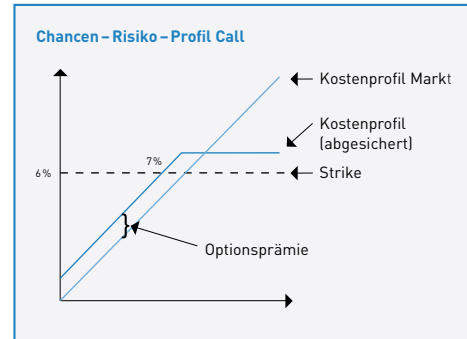 Chancen – Risiko – Profil Call
Kostenprofil Markt
Kostenprofil
(abgesichert)
7%
6%
Strike
Optionsprämie